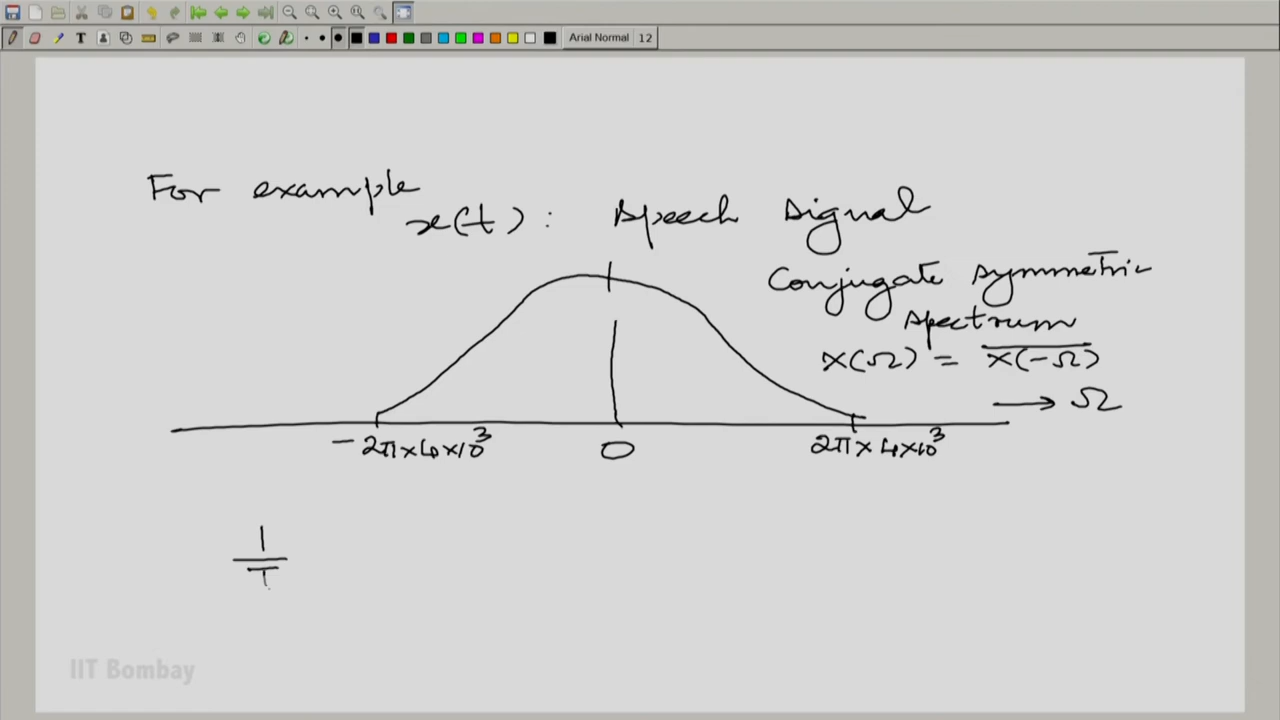 Arial Normal 12
For example
x(t) : speech signal
Conjugate symmetric
spectrum
X(Ω) = \overline{X(-Ω)}
→ Ω
-2π×4×10³ 0 2π×4×10³
1
T
IIT Bombay